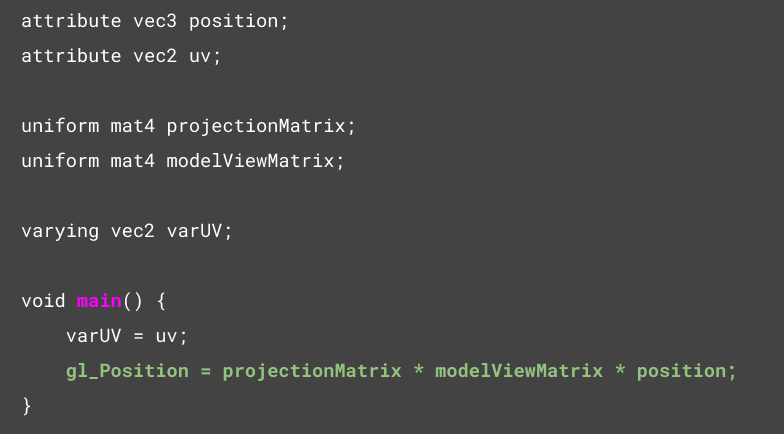 attribute vec3 position;
attribute vec2 uv;
uniform mat4 projectionMatrix;
uniform mat4 modelViewMatrix;
varying vec2 varUV;
void main() {
    varUV = uv;
    gl_Position = projectionMatrix * modelViewMatrix * position;
}